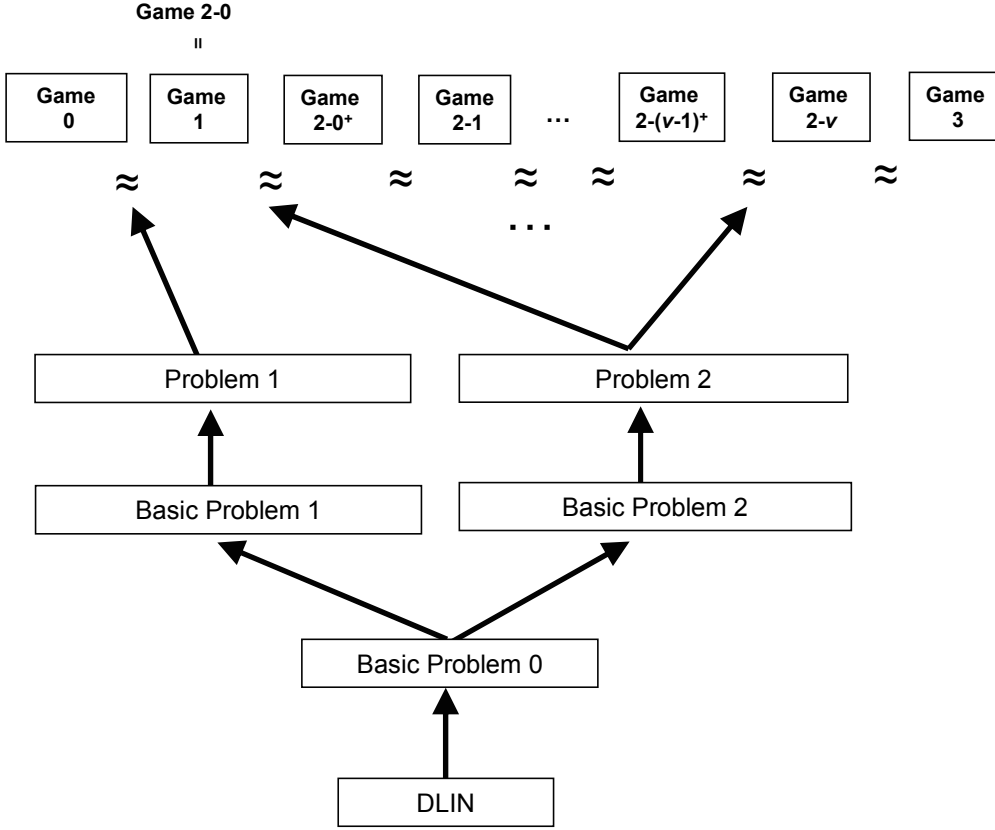 Game 2-0
=
Game 0
Game 1
Game 2-0⁺
Game 2-1
...
Game 2-(v-1)⁺
Game 2-v
Game 3
≈ ≈ ≈ ≈ ≈ ≈ ≈
...
Problem 1
Problem 2
Basic Problem 1
Basic Problem 2
Basic Problem 0
DLIN